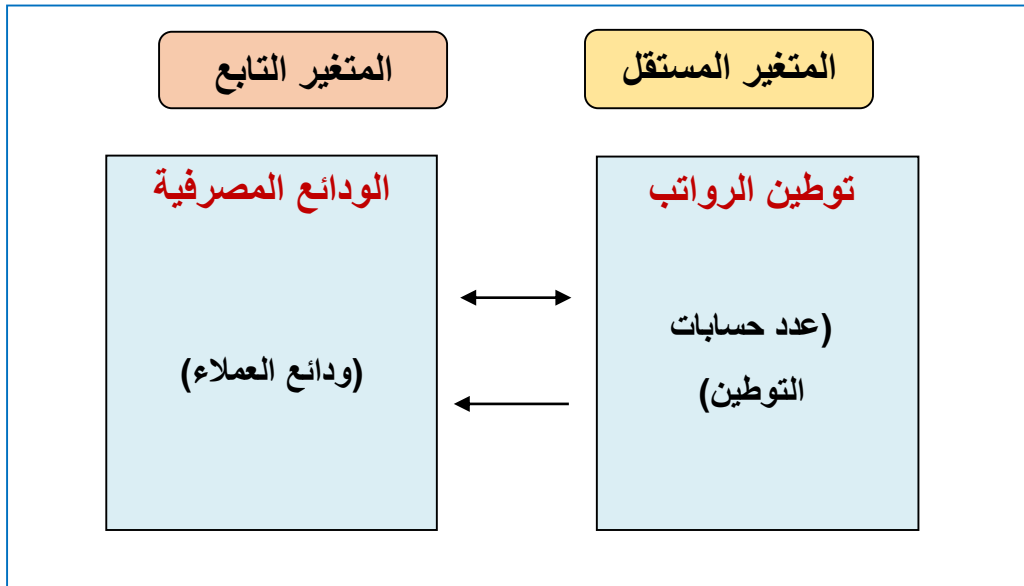 المتغير المستقل
المتغير التابع
توطين الرواتب
(عدد حسابات
التوطين)
الودائع المصرفية
(ودائع العملاء)